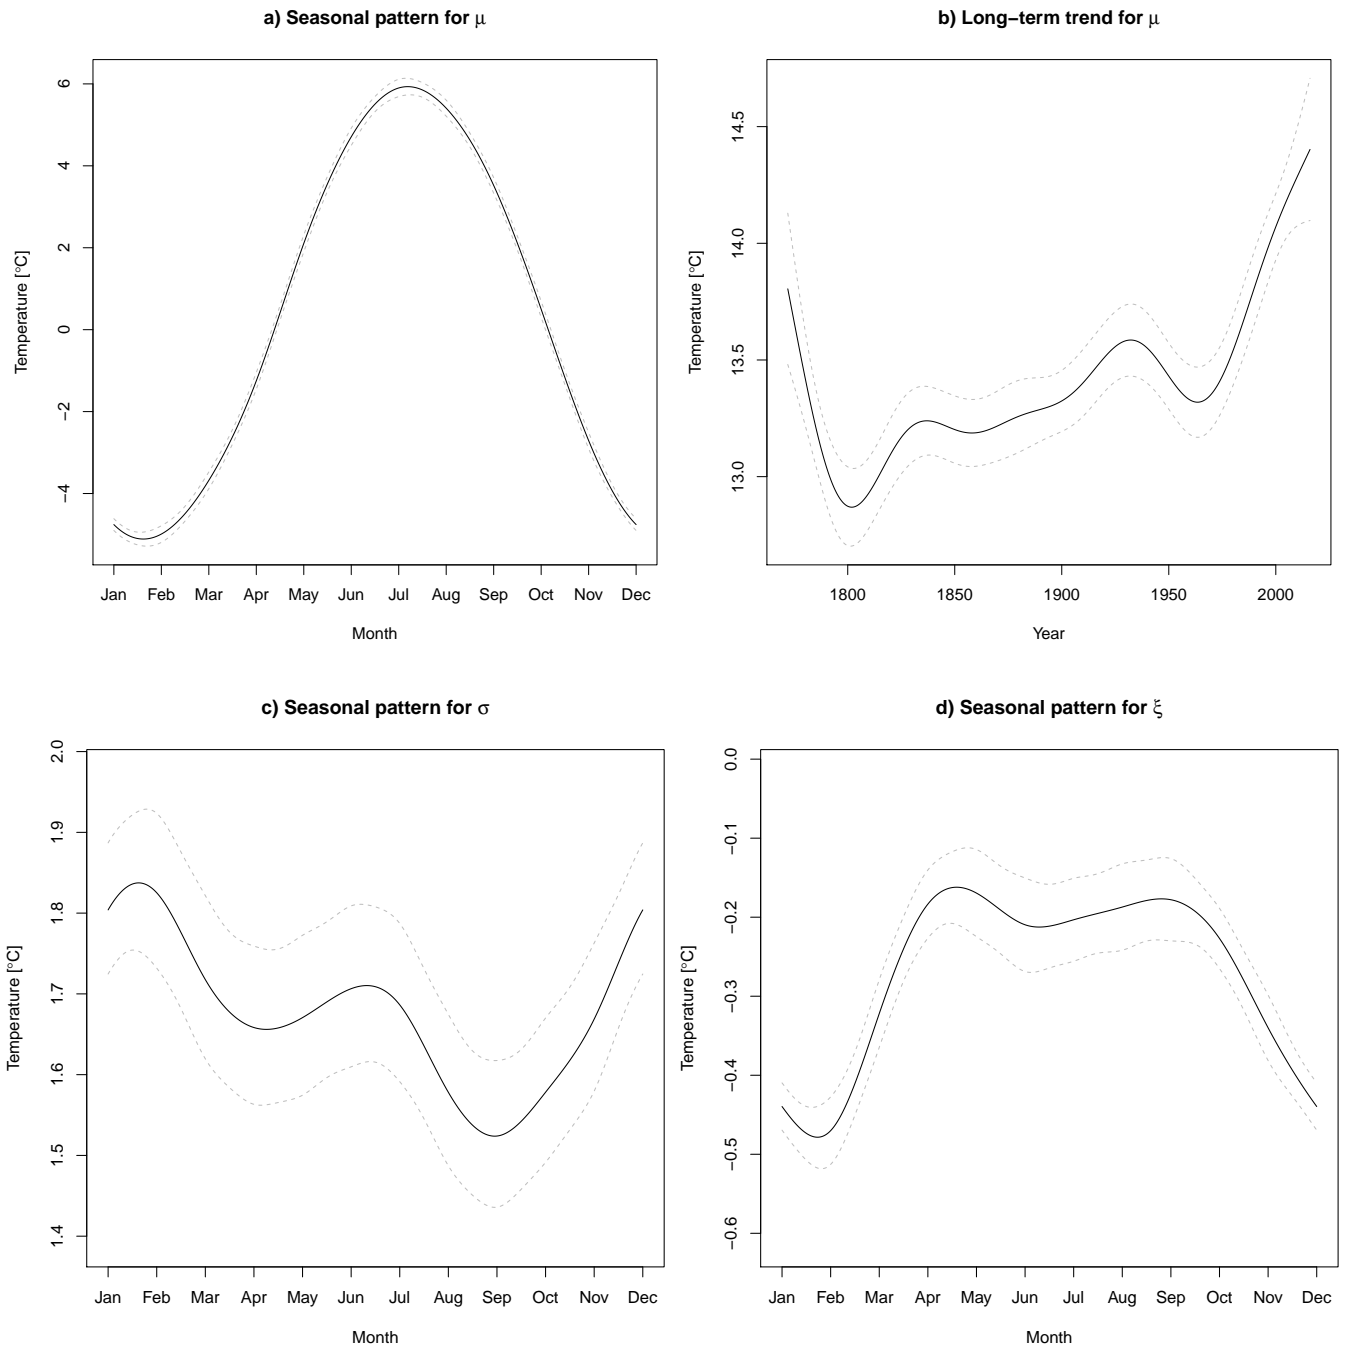 a) Seasonal pattern for μ
b) Long−term trend for μ
Temperature [°C]
6
4
2
0
−2
−4
Jan Feb Mar Apr May Jun Jul Aug Sep Oct Nov Dec
Month
Temperature [°C]
14.5
14.0
13.5
13.0
1800 1850 1900 1950 2000
Year
c) Seasonal pattern for σ
d) Seasonal pattern for ξ
Temperature [°C]
2.0
1.9
1.8
1.7
1.6
1.5
1.4
Jan Feb Mar Apr May Jun Jul Aug Sep Oct Nov Dec
Month
Temperature [°C]
0.0
−0.1
−0.2
−0.3
−0.4
−0.5
−0.6
Jan Feb Mar Apr May Jun Jul Aug Sep Oct Nov Dec
Month